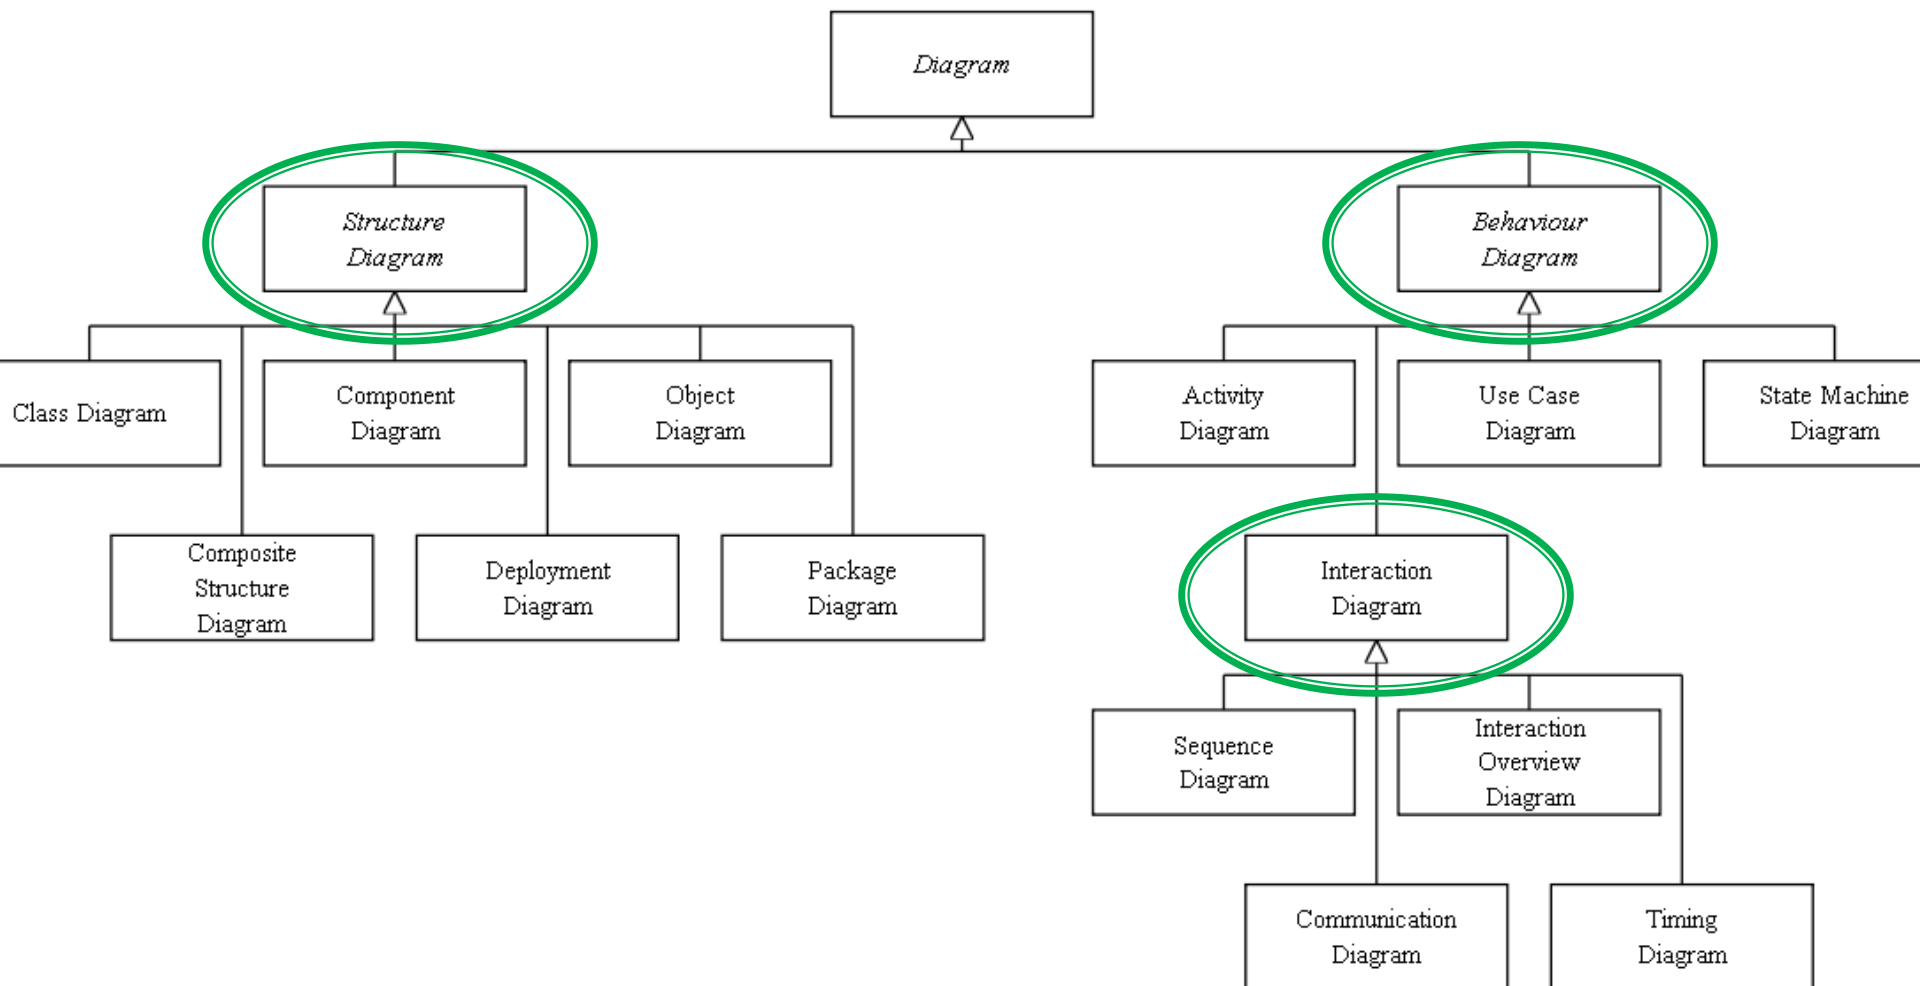 Diagram
Structure
Diagram
Behaviour
Diagram
Class Diagram
Component
Diagram
Object
Diagram
Activity
Diagram
Use Case
Diagram
State Machine
Diagram
Composite
Structure
Diagram
Deployment
Diagram
Package
Diagram
Interaction
Diagram
Sequence
Diagram
Interaction
Overview
Diagram
Communication
Diagram
Timing
Diagram